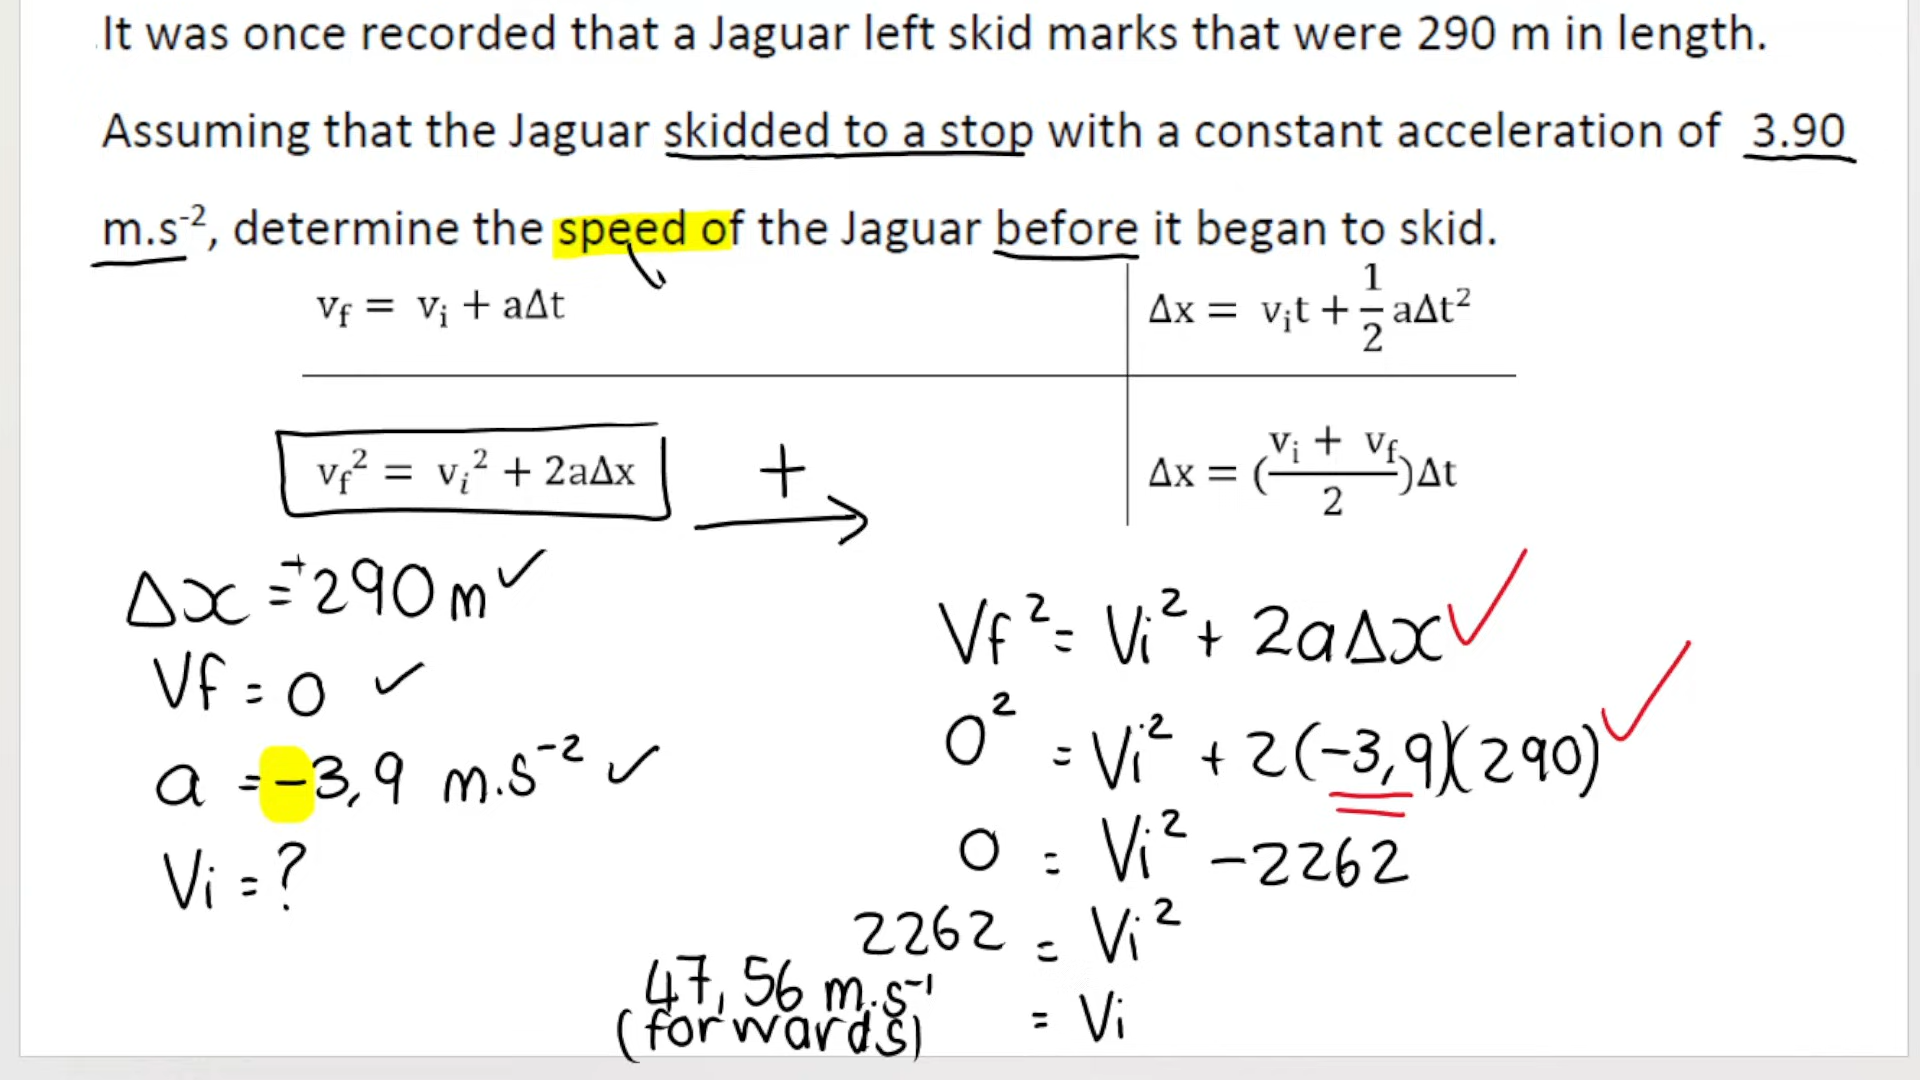 It was once recorded that a Jaguar left skid marks that were 290 m in length.
Assuming that the Jaguar skidded to a stop with a constant acceleration of 3.90
m.s⁻², determine the speed of the Jaguar before it began to skid.
v_f = v_i + aΔt
Δx = v_i t + 1/2 aΔt²
v_f² = v_i² + 2aΔx
+
Δx = (v_i + v_f / 2)Δt
Δx = +290 m ✓
Vf = 0 ✓
a = -3,9 m.s⁻² ✓
Vi = ?
Vf² = Vi² + 2aΔx ✓
0² = Vi² + 2(-3,9)(290) ✓
0 = Vi² - 2262
2262 = Vi²
47,56 m.s⁻¹ = Vi
(forwards)